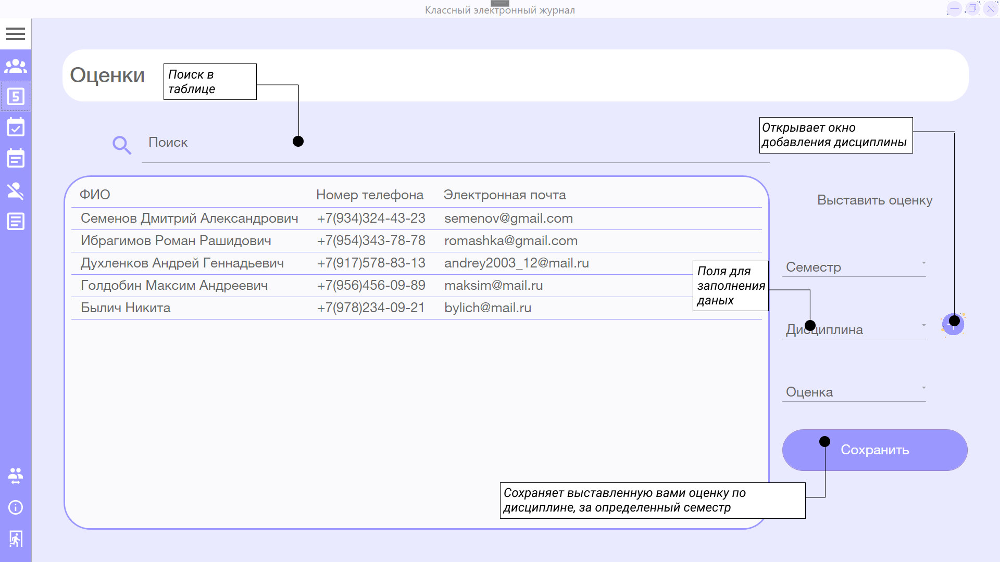 Классный электронный журнал
Оценки
Поиск в
таблице
Открывает окно
добавления дисциплины
Поиск
ФИО Номер телефона Электронная почта
Семенов Дмитрий Александрович +7(934)324-43-23 semenov@gmail.com
Ибрагимов Роман Рашидович +7(954)343-78-78 romashka@gmail.com
Духленков Андрей Геннадьевич +7(917)578-83-13 andrey2003_12@mail.ru
Голдобин Максим Андреевич +7(956)456-09-89 maksim@mail.ru
Былич Никита +7(978)234-09-21 bylich@mail.ru
Выставить оценку
Семестр
Поля для
заполнения
даных
Дисциплина
Оценка
Сохранить
Сохраняет выставленную вами оценку по
дисциплине, за определенный семестр
5